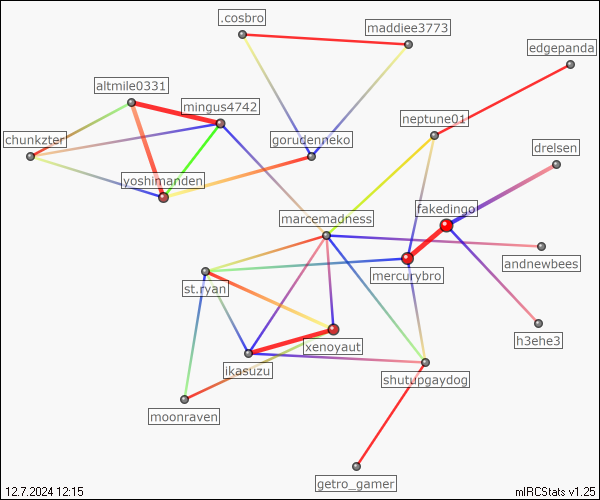 .cosbro
maddiee3773
edgepanda
altmile0331
mingus4742
neptune01
chunkzter
gorudenneko
drelsen
yoshimanden
fakedingo
marcemadness
andnewbees
mercurybro
st.ryan
h3ehe3
xenoyaut
ikasuzu
shutupgaydog
moonraven
getro_gamer
12.7.2024 12:15
mIRCStats v1.25